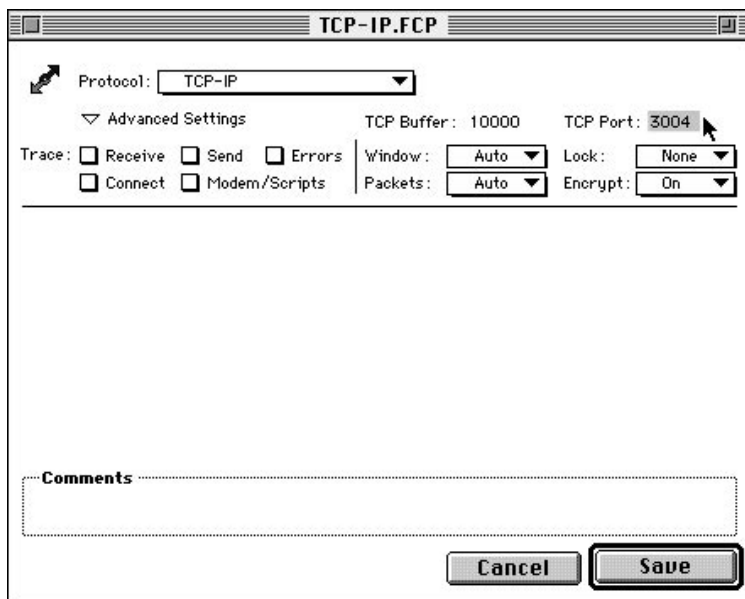 TCP-IP.FCP
Protocol: TCP-IP
Advanced Settings TCP Buffer: 10000 TCP Port: 3004
Trace: Receive Send Errors Window: Auto Lock: None
Connect Modem/Scripts Packets: Auto Encrypt: On
Comments
Cancel Save